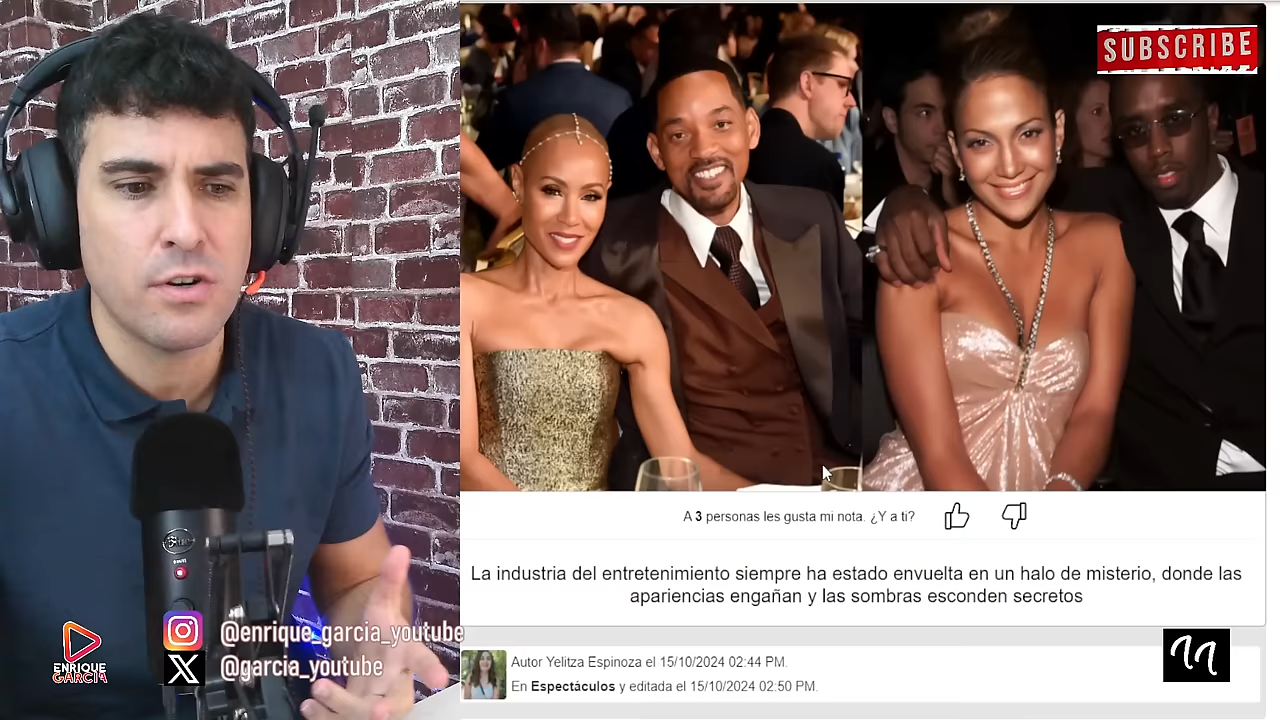 SUBSCRIBE
A 3 personas les gusta mi nota. ¿Y a ti?
La industria del entretenimiento siempre ha estado envuelta en un halo de misterio, donde las
apariencias engañan y las sombras esconden secretos
@enrique_garcia_youtube
@garcia_youtube
ENRIQUE
GARCIA
Autor Yelitza Espinoza el 15/10/2024 02:44 PM.
En Espectáculos y editada el 15/10/2024 02:50 PM.